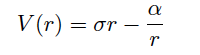 V(r) = σr − α/r